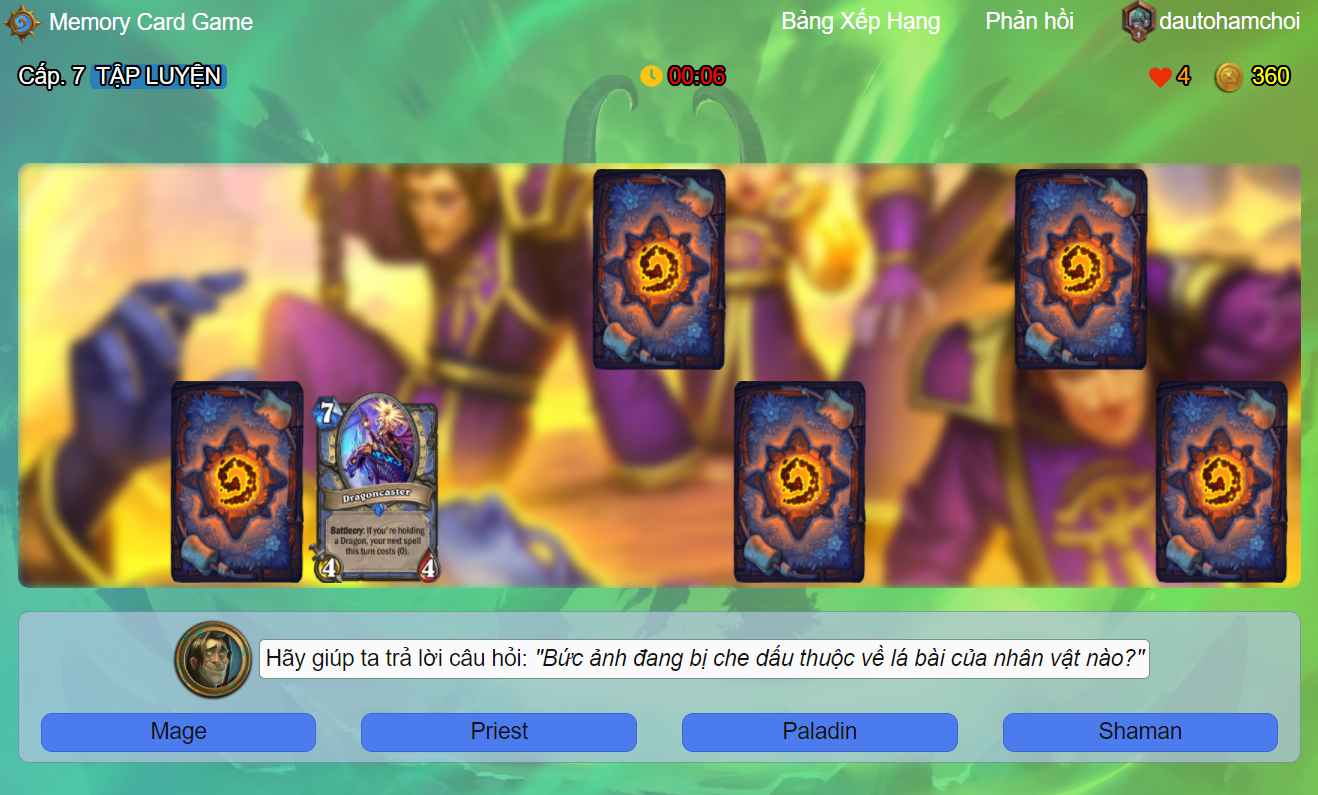 Memory Card Game
Bảng Xếp Hạng
Phản hồi
5
dautohamchoi
Cấp. 7 TẬP LUYỆN
00:06
4
360
7
Dragoncaster
Battlecry: If you're holding
a Dragon, your next spell
this turn costs (0).
4
4
Hãy giúp ta trả lời câu hỏi: "Bức ảnh đang bị che dấu thuộc về lá bài của nhân vật nào?"
Mage
Priest
Paladin
Shaman